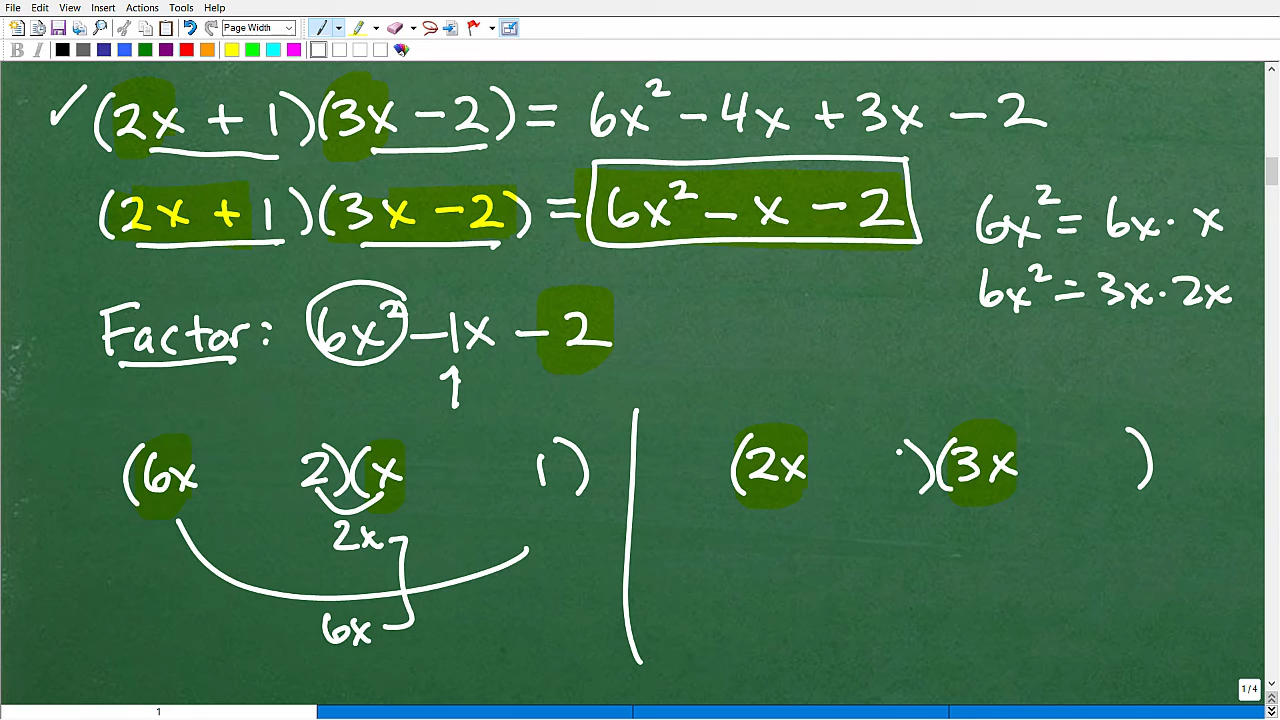 File Edit View Insert Actions Tools Help
Page Width
B I
✓ (2x + 1)(3x - 2) = 6x² - 4x + 3x - 2
(2x + 1)(3x - 2) = 6x² - x - 2
6x² = 6x · x
6x² = 3x · 2x
Factor: 6x² - 1x - 2
(6x 2)(x 1)
2x
6x
(2x )(3x )
1/4
1